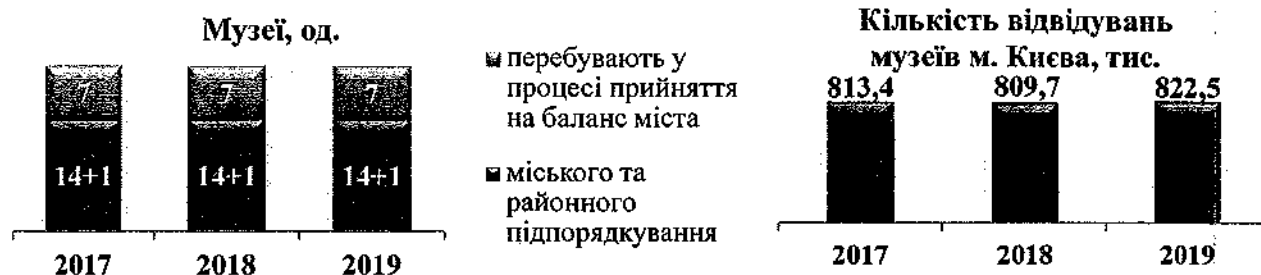 Музеї, од.
7 7 7
14+1 14+1 14+1
2017 2018 2019
перебувають у
процесі прийняття
на баланс міста
міського та
районного
підпорядкування
Кількість відвідувань
музеїв м. Києва, тис.
813,4 809,7 822,5
2017 2018 2019